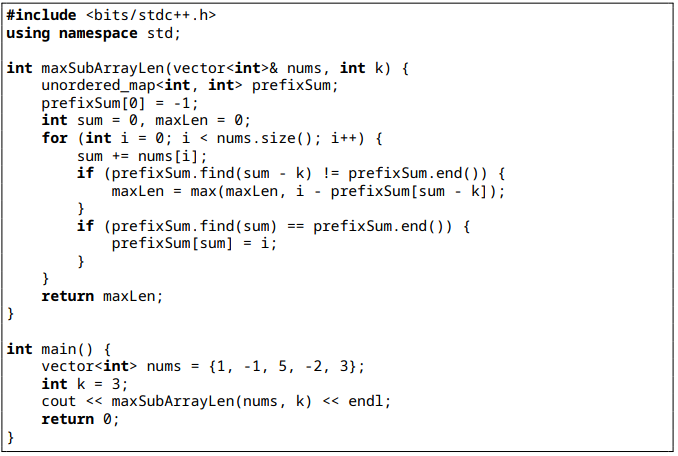 #include <bits/stdc++.h>
using namespace std;

int maxSubArrayLen(vector<int>& nums, int k) {
    unordered_map<int, int> prefixSum;
    prefixSum[0] = -1;
    int sum = 0, maxLen = 0;
    for (int i = 0; i < nums.size(); i++) {
        sum += nums[i];
        if (prefixSum.find(sum - k) != prefixSum.end()) {
            maxLen = max(maxLen, i - prefixSum[sum - k]);
        }
        if (prefixSum.find(sum) == prefixSum.end()) {
            prefixSum[sum] = i;
        }
    }
    return maxLen;
}

int main() {
    vector<int> nums = {1, -1, 5, -2, 3};
    int k = 3;
    cout << maxSubArrayLen(nums, k) << endl;
    return 0;
}